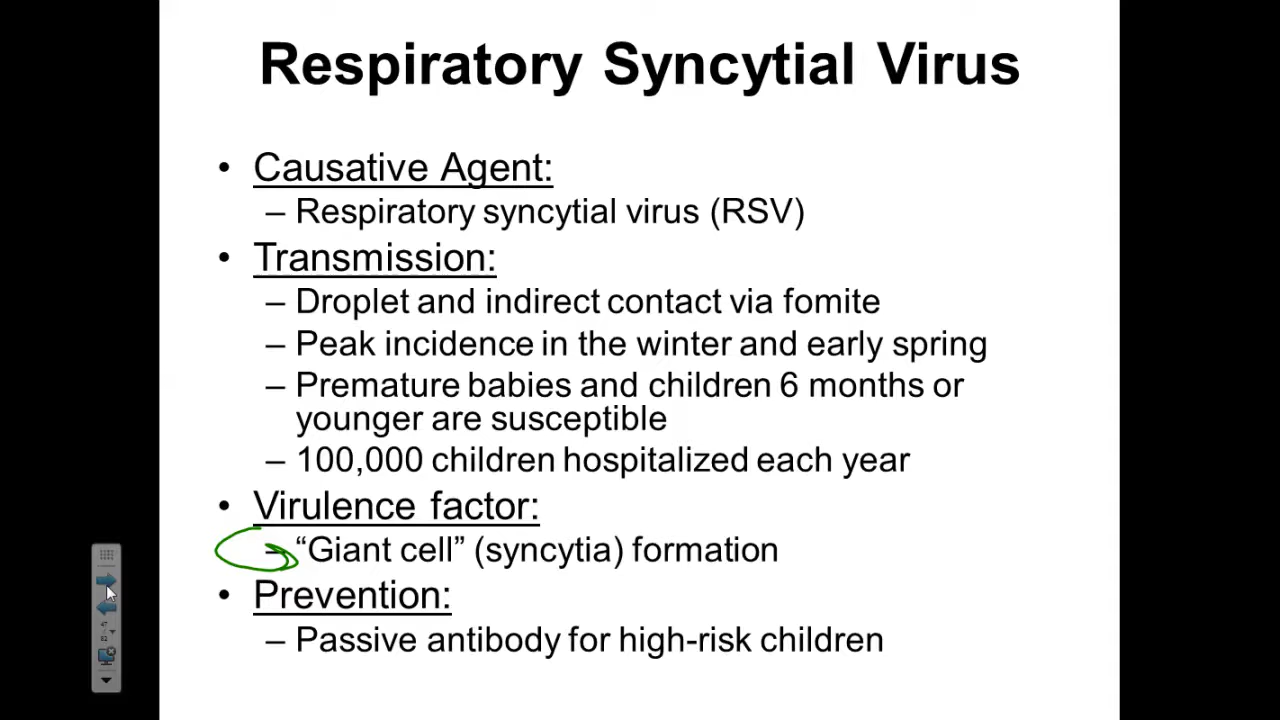 Respiratory Syncytial Virus
• Causative Agent:
– Respiratory syncytial virus (RSV)
• Transmission:
– Droplet and indirect contact via fomite
– Peak incidence in the winter and early spring
– Premature babies and children 6 months or
younger are susceptible
– 100,000 children hospitalized each year
• Virulence factor:
– “Giant cell” (syncytia) formation
• Prevention:
– Passive antibody for high-risk children